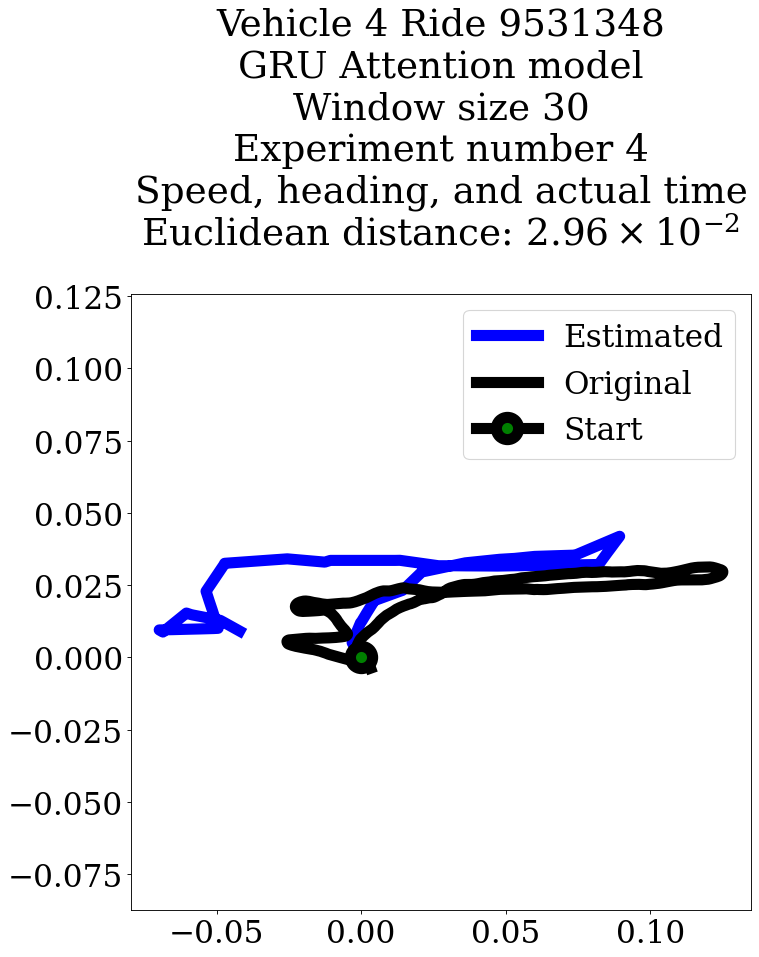 Vehicle 4 Ride 9531348
GRU Attention model
Window size 30
Experiment number 4
Speed, heading, and actual time
Euclidean distance: 2.96 × 10⁻²
Estimated
Original
Start
0.125
0.100
0.075
0.050
0.025
0.000
−0.025
−0.050
−0.075
−0.05 0.00 0.05 0.10